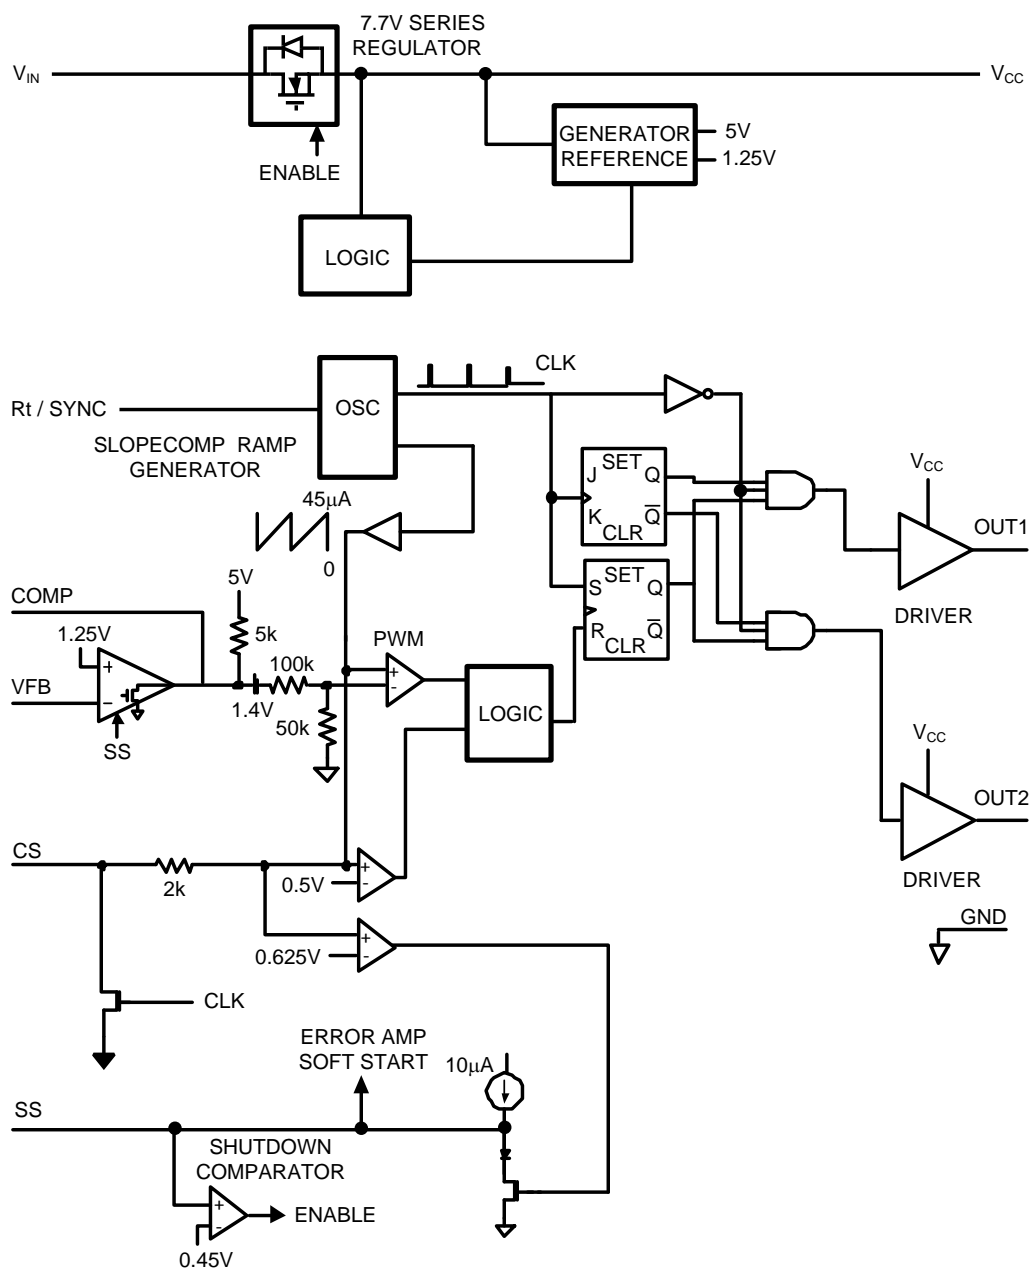 7.7V SERIES
REGULATOR
VIN
VCC
GENERATOR
REFERENCE
5V
1.25V
ENABLE
LOGIC
CLK
OSC
Rt / SYNC
SLOPECOMP RAMP
GENERATOR
45μA
0
J SET Q
K Q̅
CLR
VCC
OUT1
DRIVER
S SET Q
R Q̅
CLR
COMP
5V
5k
1.25V
+
VFB
-
SS
1.4V
100k
50k
PWM
+
-
LOGIC
VCC
OUT2
DRIVER
CS
2k
0.5V
+
-
0.625V
+
-
GND
CLK
ERROR AMP
SOFT START
10μA
SS
SHUTDOWN
COMPARATOR
+
-
ENABLE
0.45V